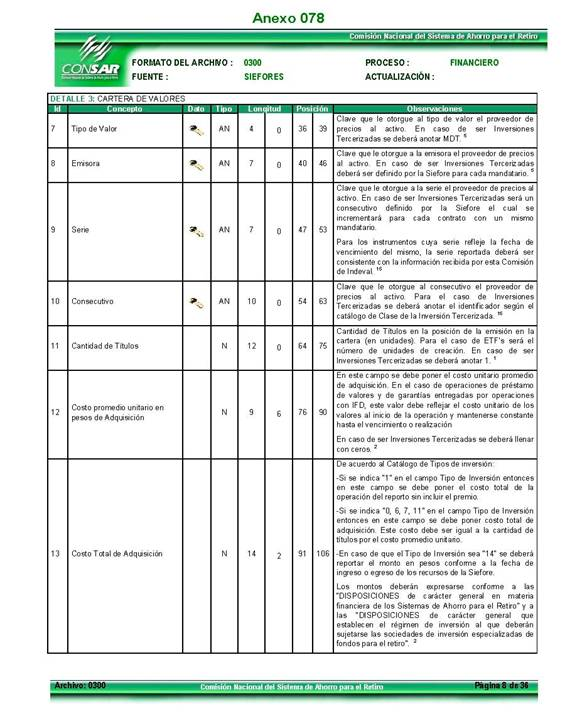 Anexo 078
Comisión Nacional del Sistema de Ahorro para el Retiro
CONSAR
FORMATO DEL ARCHIVO : 0300 PROCESO : FINANCIERO
FUENTE : SIEFORES ACTUALIZACIÓN :
DETALLE 3: CARTERA DE VALORES
Id Concepto Dato Tipo Longitud Posición Observaciones
7 Tipo de Valor AN 4 0 36 39
Clave que le otorgue al tipo de valor el proveedor de
precios al activo. En caso de ser Inversiones
Tercerizadas se deberá anotar MDT. 6
8 Emisora AN 7 0 40 46
Clave que le otorgue a la emisora el proveedor de precios
al activo. En caso de ser Inversiones Tercerizadas
deberá ser definido por la Siefore para cada mandatario. 6
9 Serie AN 7 0 47 53
Clave que le otorgue a la serie el proveedor de precios al
activo. En caso de ser Inversiones Tercerizadas será un
consecutivo definido por la Siefore el cual se
incrementará para cada contrato con un mismo
mandatario.
Para los instrumentos cuya serie refleje la fecha de
vencimiento del mismo, la serie reportada deberá ser
consistente con la información recibida por esta Comisión
de Indeval. 16
10 Consecutivo AN 10 0 54 63
Clave que le otorgue al consecutivo el proveedor de
precios al activo. Para el caso de Inversiones
Tercerizadas se deberá anotar el identificador según el
catálogo de Clase de la Inversión Tercerizada. 16
11 Cantidad de Títulos N 12 0 64 75
Cantidad de Títulos en la posición de la emisión en la
cartera (en unidades). Para el caso de ETF's será el
número de unidades de creación. En caso de ser
Inversiones Tercerizadas se deberá anotar 1. 1
12 Costo promedio unitario en
pesos de Adquisición N 9 6 76 90
En este campo se debe poner el costo unitario promedio
de adquisición. En el caso de operaciones de préstamo
de valores y de garantías entregadas por operaciones
con IFD, este valor debe reflejar el costo unitario de los
valores al inicio de la operación y mantenerse constante
hasta el vencimiento o realización
En caso de ser Inversiones Tercerizadas se deberá llenar
con ceros. 2
13 Costo Total de Adquisición N 14 2 91 106
De acuerdo al Catálogo de Tipos de inversión:
-Si se indica "1" en el campo Tipo de Inversión entonces
en este campo se debe poner el costo total de la
operación del reporto sin incluir el premio.
-Si se indica "0, 6, 7, 11" en el campo Tipo de Inversión
entonces en este campo se debe poner costo total de
adquisición. Este costo debe ser igual a la cantidad de
títulos por el costo promedio unitario.
-En caso de que el Tipo de Inversión sea "14" se deberá
reportar el monto en pesos conforme a la fecha de
ingreso o egreso de los recursos de la Siefore.
Los montos deberán expresarse conforme a las
"DISPOSICIONES de carácter general en materia
financiera de los Sistemas de Ahorro para el Retiro" y a
las "DISPOSICIONES de carácter general que
establecen el régimen de inversión al que deberán
sujetarse las sociedades de inversión especializadas de
fondos para el retiro". 2
Archivo: 0300 Comisión Nacional del Sistema de Ahorro para el Retiro Página 8 de 36